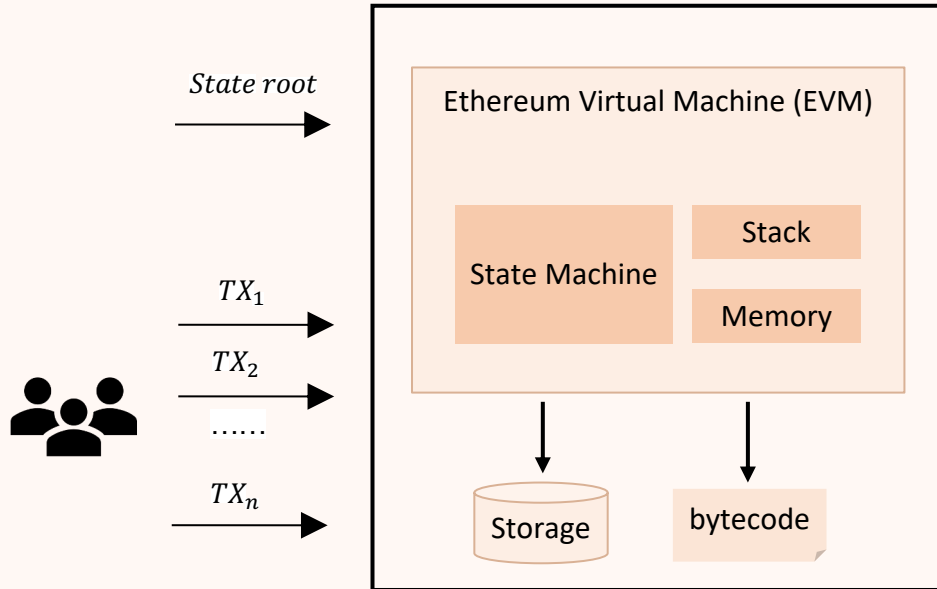 State root
Ethereum Virtual Machine (EVM)
State Machine
Stack
Memory
TX₁
TX₂
......
TXₙ
Storage
bytecode